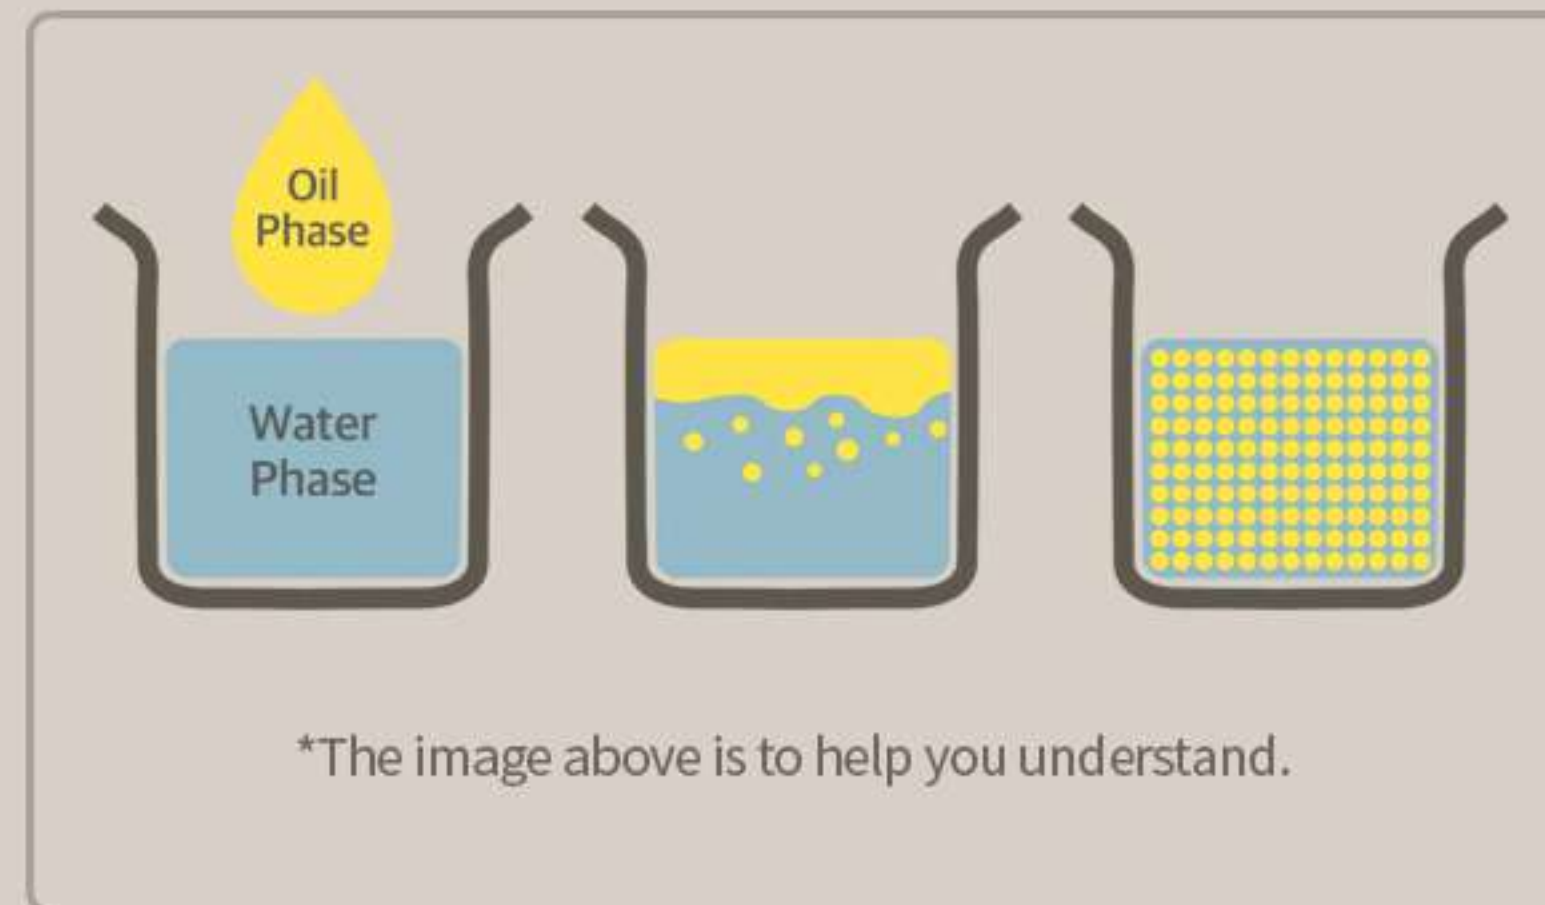 Oil
Phase
Water
Phase
*The image above is to help you understand.